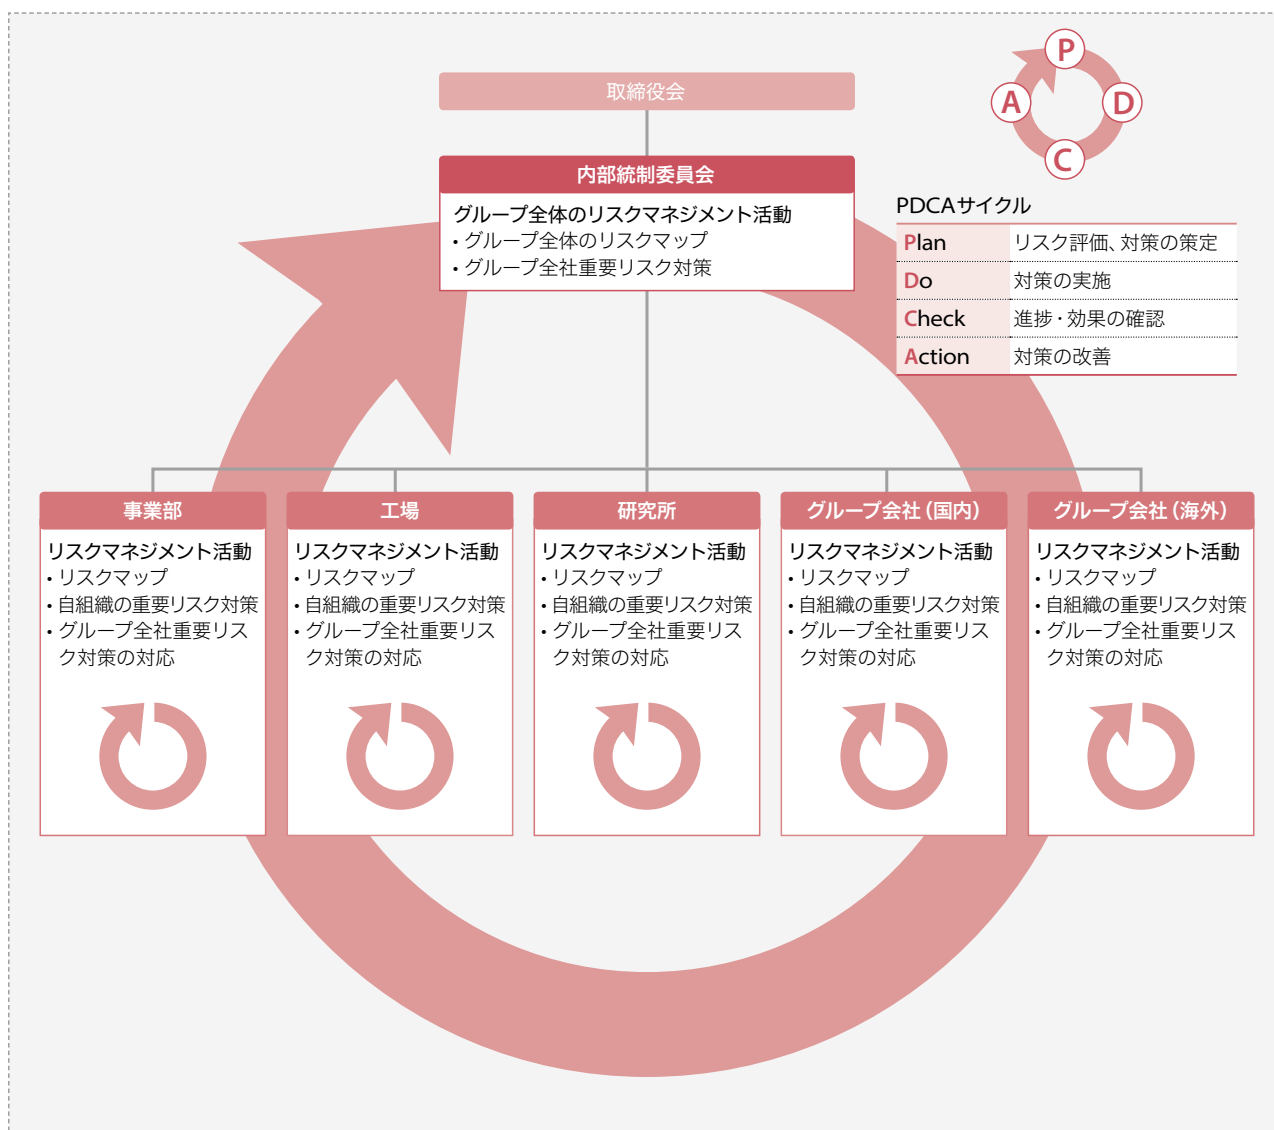 取締役会
内部統制委員会
グループ全体のリスクマネジメント活動
・グループ全体のリスクマップ
・グループ全社重要リスク対策
P
A
D
C
PDCAサイクル
Plan リスク評価、対策の策定
Do 対策の実施
Check 進捗・効果の確認
Action 対策の改善
事業部
リスクマネジメント活動
・リスクマップ
・自組織の重要リスク対策
・グループ全社重要リス
ク対策の対応
工場
リスクマネジメント活動
・リスクマップ
・自組織の重要リスク対策
・グループ全社重要リス
ク対策の対応
研究所
リスクマネジメント活動
・リスクマップ
・自組織の重要リスク対策
・グループ全社重要リス
ク対策の対応
グループ会社（国内）
リスクマネジメント活動
・リスクマップ
・自組織の重要リスク対策
・グループ全社重要リス
ク対策の対応
グループ会社（海外）
リスクマネジメント活動
・リスクマップ
・自組織の重要リスク対策
・グループ全社重要リス
ク対策の対応